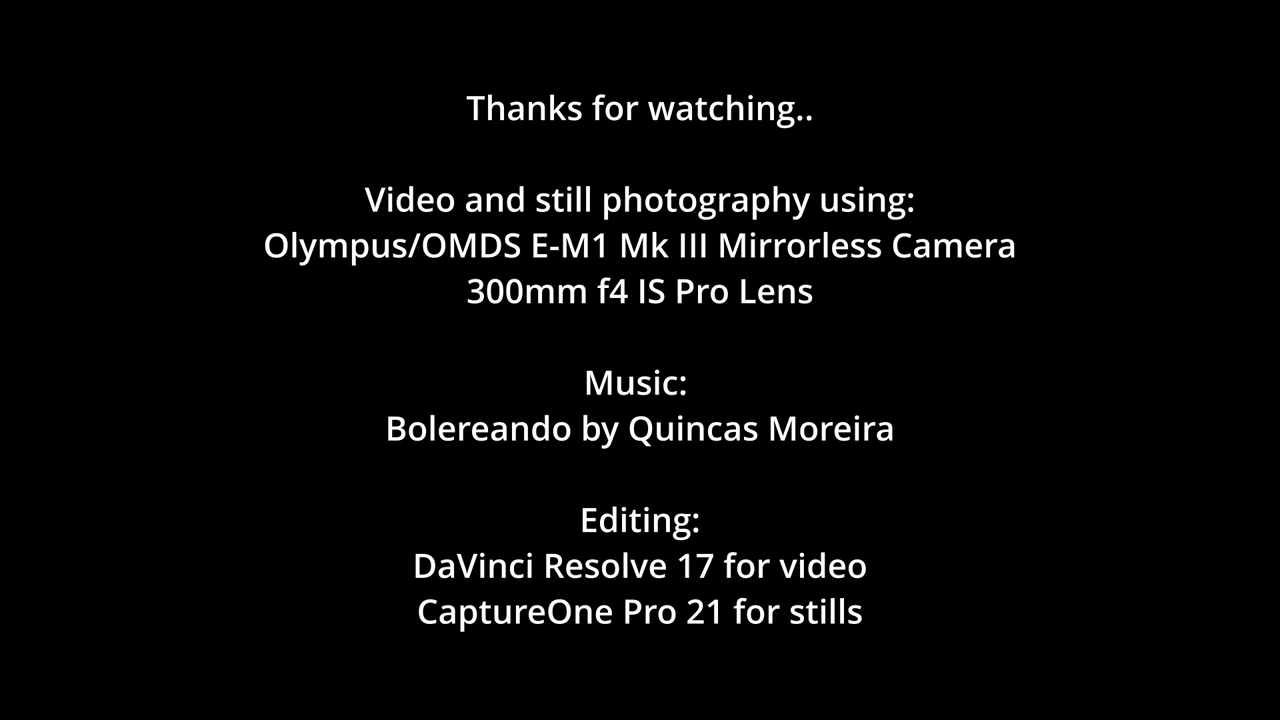 Thanks for watching..
Video and still photography using:
Olympus/OMDS E-M1 Mk III Mirrorless Camera
300mm f4 IS Pro Lens
Music:
Bolereando by Quincas Moreira
Editing:
DaVinci Resolve 17 for video
CaptureOne Pro 21 for stills